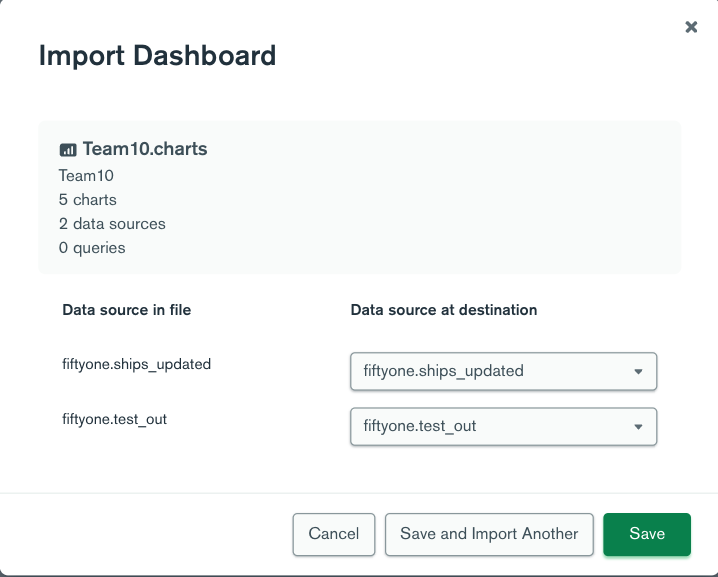 Import Dashboard
Team10.charts
Team10
5 charts
2 data sources
0 queries
Data source in file
Data source at destination
fiftyone.ships_updated
fiftyone.ships_updated
fiftyone.test_out
fiftyone.test_out
Cancel
Save and Import Another
Save